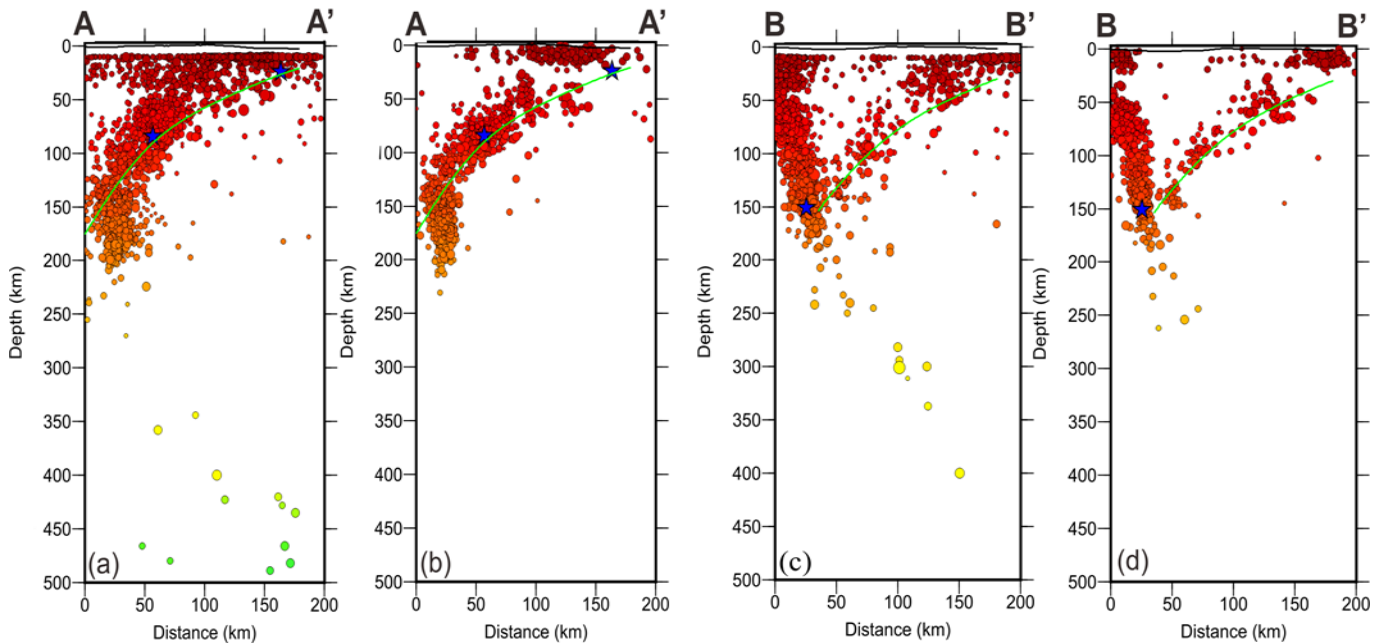 A A' A A' B B' B B'
0 0 0 0
50 50 50 50
100 100 100 100
150 150 150 150
200 200 200 200
250 250 250 250
300 300 300 300
350 350 350 350
400 400 400 400
450 450 450 450
(a) (b) (c) (d)
500 500 500 500
0 50 100 150 200 0 50 100 150 200 0 50 100 150 200 0 50 100 150 200
Distance (km) Distance (km) Distance (km) Distance (km)
Depth (km) Depth (km) Depth (km) Depth (km)